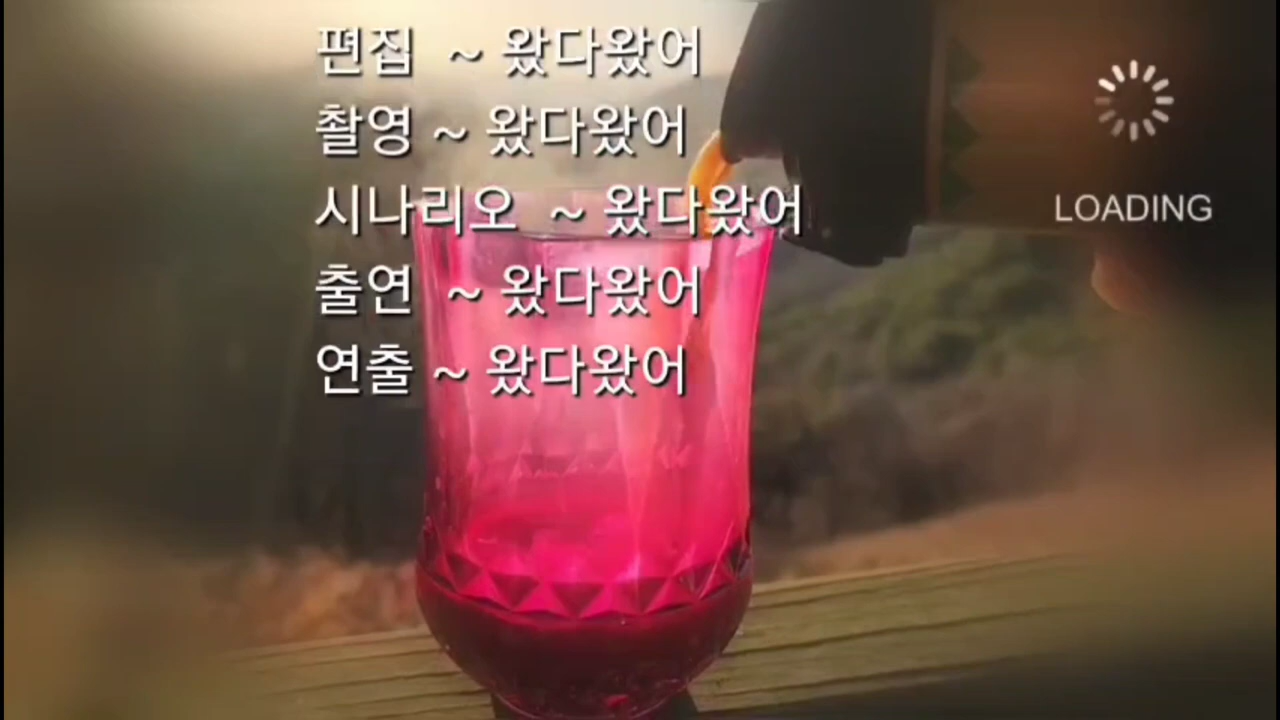 편집 ~ 왔다왔어
촬영 ~ 왔다왔어
시나리오 ~ 왔다왔어
출연 ~ 왔다왔어
연출 ~ 왔다왔어
LOADING